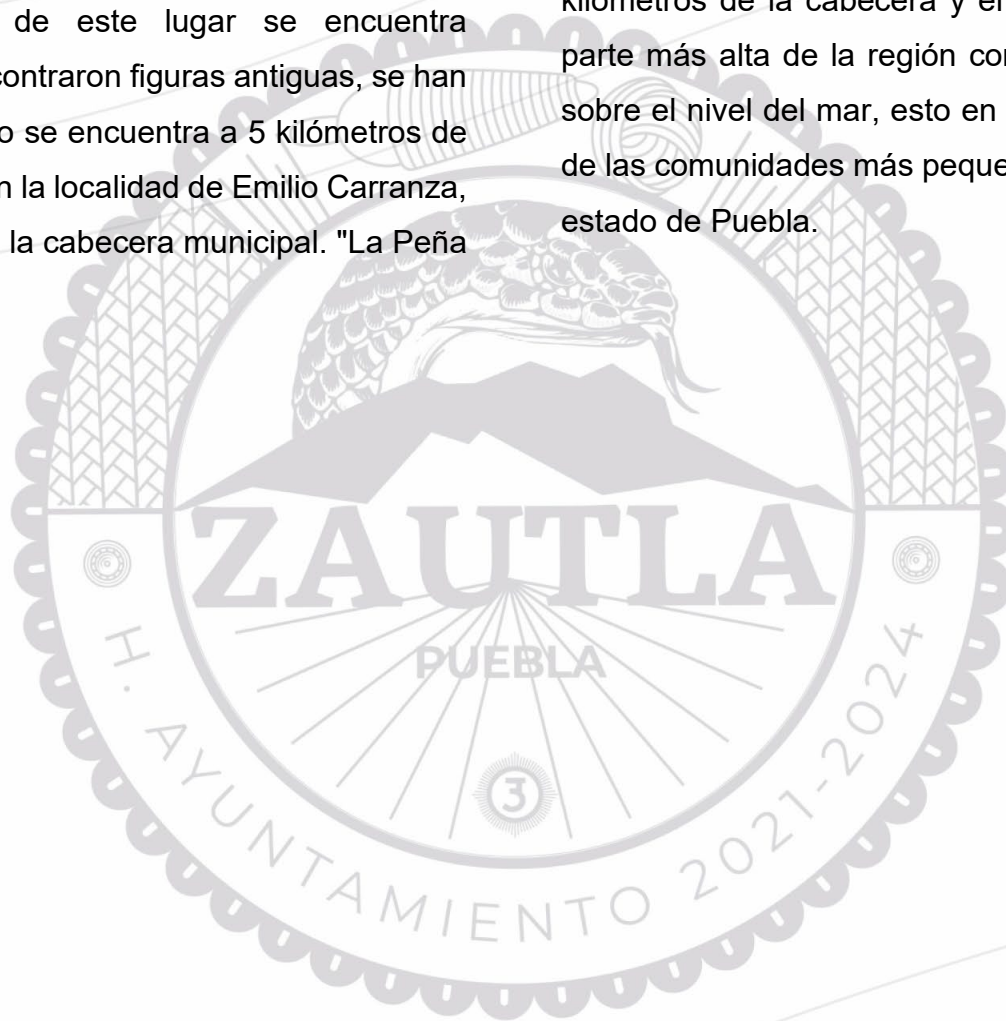 de este lugar se encuentra
contraron figuras antiguas, se han
o se encuentra a 5 kilómetros de
n la localidad de Emilio Carranza,
la cabecera municipal. "La Peña
kilómetros de la cabecera y en
parte más alta de la región con
sobre el nivel del mar, esto en
de las comunidades más peque
estado de Puebla.
ZAUTLA
PUEBLA
3
H. AYUNTAMIENTO 2021-2024